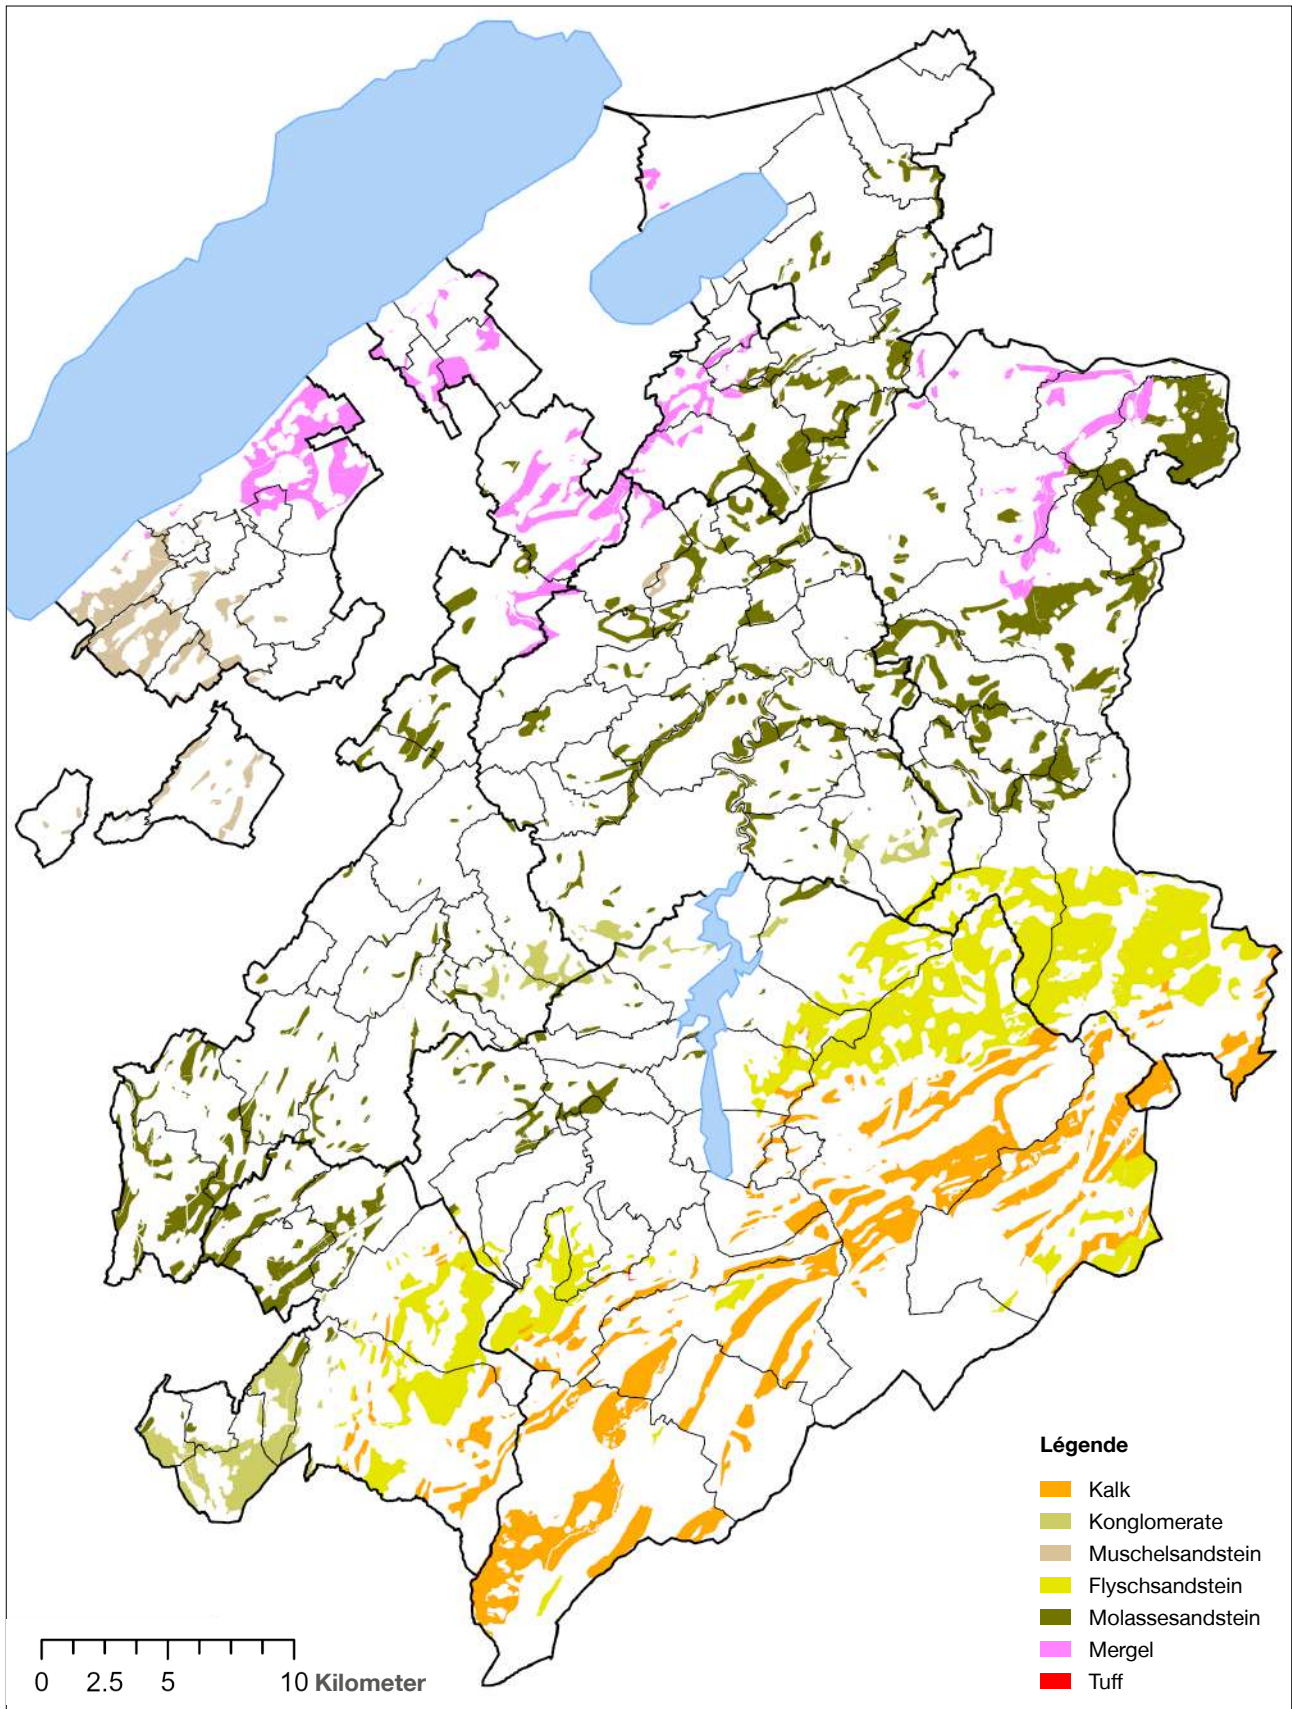 Légende
Kalk
Konglomerate
Muschelsandstein
Flyschsandstein
Molassesandstein
Mergel
Tuff
0 2.5 5 10 Kilometer